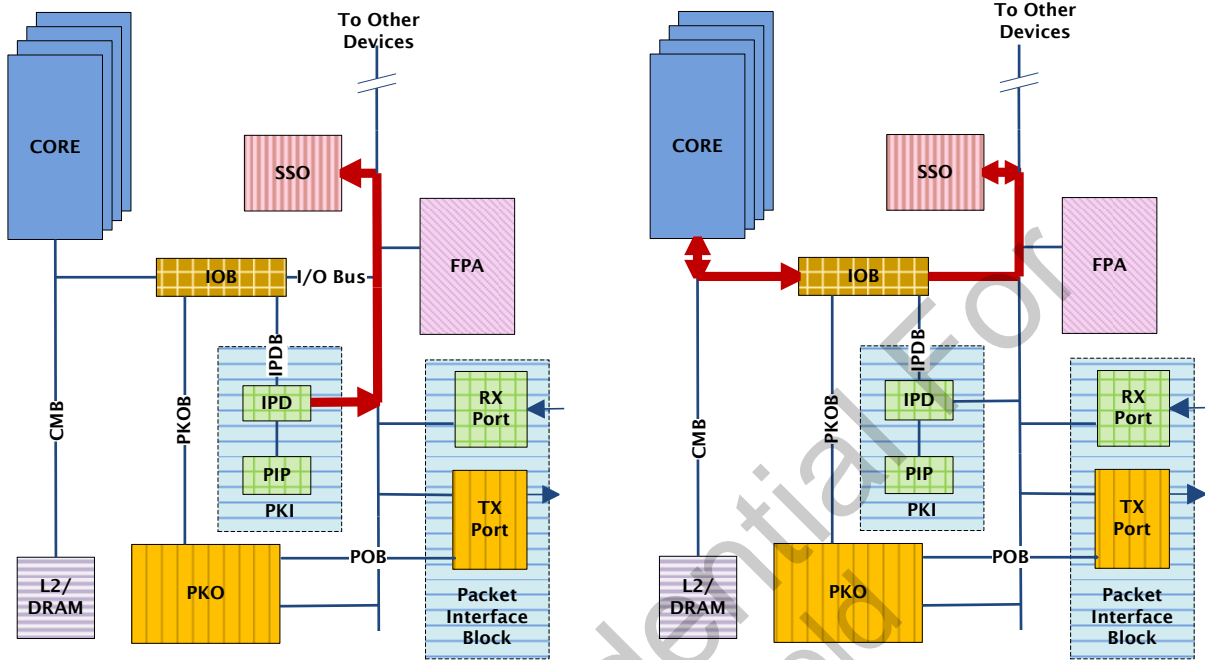 To Other
Devices
CORE
SSO
FPA
IOB
I/O Bus
IPDB
CMB
PKOB
IPD
RX
Port
PIP
PKI
TX
Port
POB
L2/
DRAM
PKO
Packet
Interface
Block
To Other
Devices
CORE
SSO
FPA
IOB
IPDB
CMB
PKOB
IPD
RX
Port
PIP
PKI
TX
Port
POB
L2/
DRAM
PKO
Packet
Interface
Block
dential For